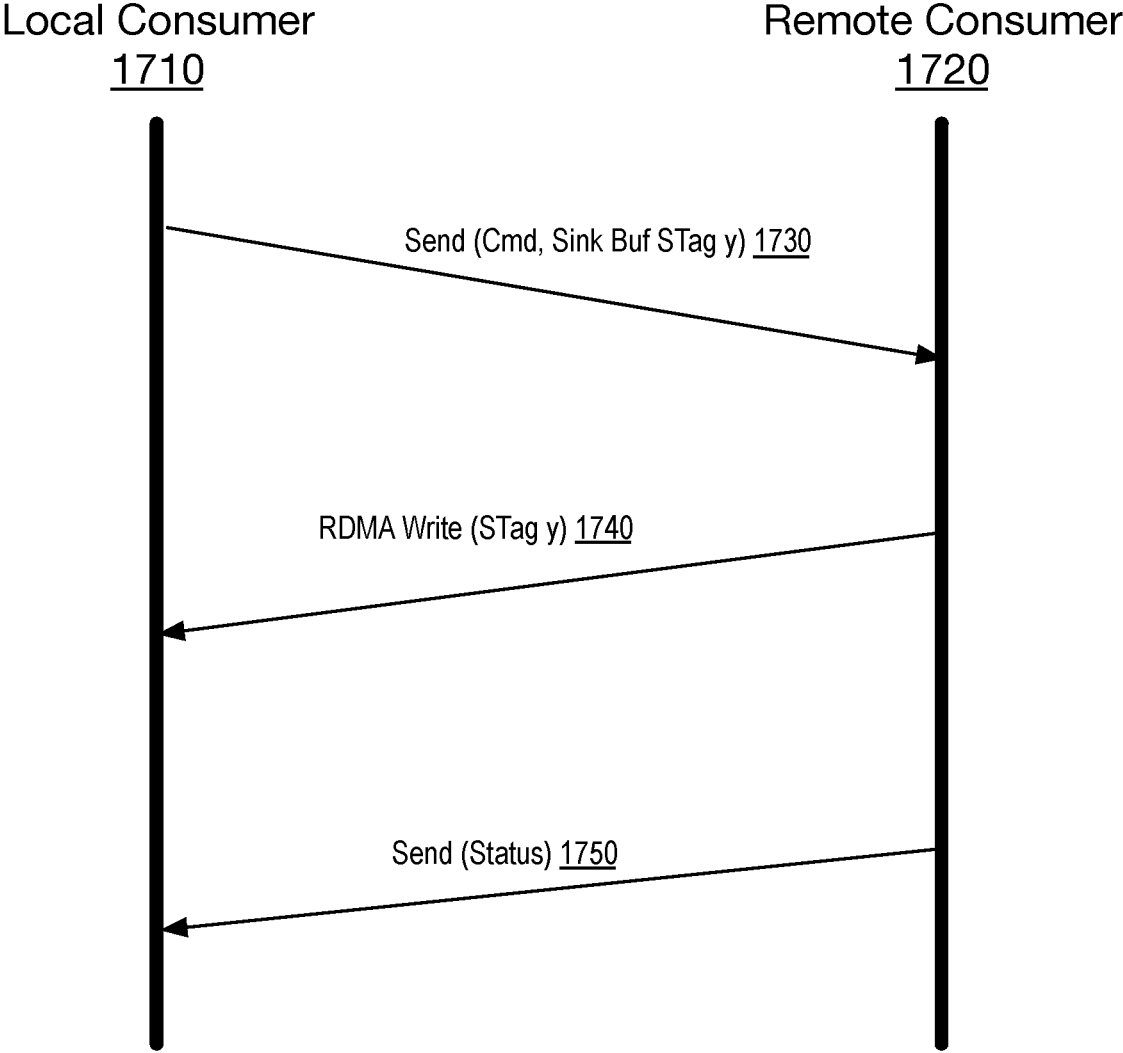 Local Consumer
1710
Remote Consumer
1720
Send (Cmd, Sink Buf STag y) 1730
RDMA Write (STag y) 1740
Send (Status) 1750